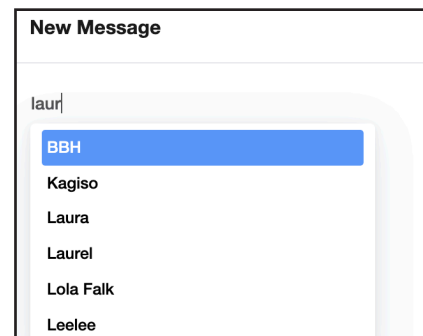 New Message
laur
BBH
Kagiso
Laura
Laurel
Lola Falk
Leelee